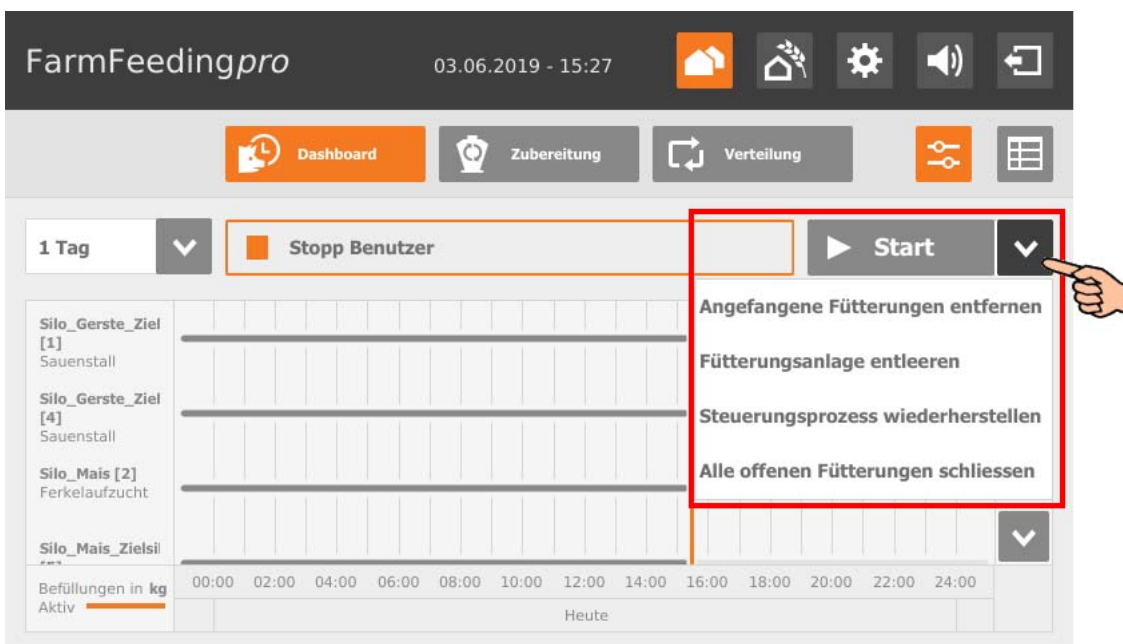 FarmFeedingpro
03.06.2019 - 15:27
Dashboard
Zubereitung
Verteilung
1 Tag
Stopp Benutzer
Start
Angefangene Fütterungen entfernen
Fütterungsanlage entleeren
Steuerungsprozess wiederherstellen
Alle offenen Fütterungen schliessen
Silo_Gerste_Ziel
[1]
Sauenstall
Silo_Gerste_Ziel
[4]
Sauenstall
Silo_Mais [2]
Ferkelaufzucht
Silo_Mais_Zielsil
Befüllungen in kg
Aktiv
00:00 02:00 04:00 06:00 08:00 10:00 12:00 14:00 16:00 18:00 20:00 22:00 24:00
Heute